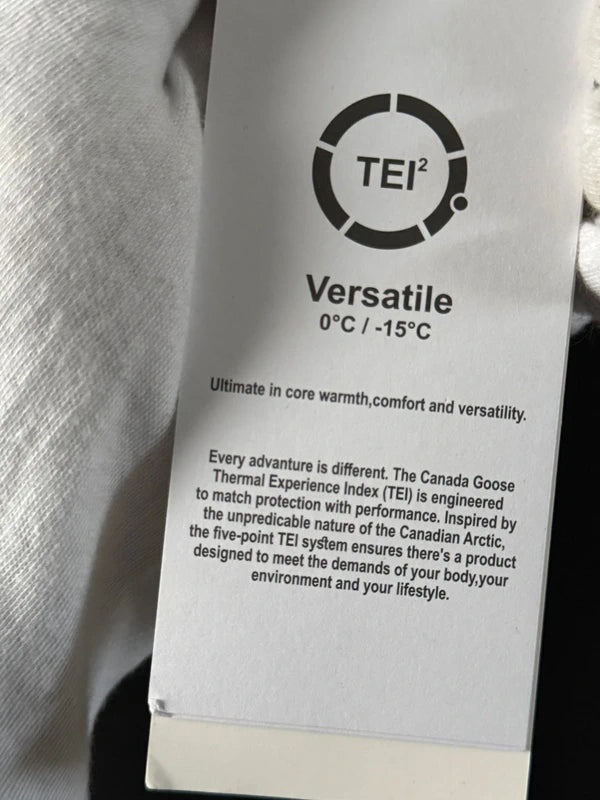 TEI²
Versatile
0°C / -15°C
Ultimate in core warmth,comfort and versatility.
Every advanture is different. The Canada Goose
Thermal Experience Index (TEI) is engineered
to match protection with performance. Inspired by
the unpredicable nature of the Canadian Arctic,
the five-point TEI system ensures there's a product
designed to meet the demands of your body,your
environment and your lifestyle.